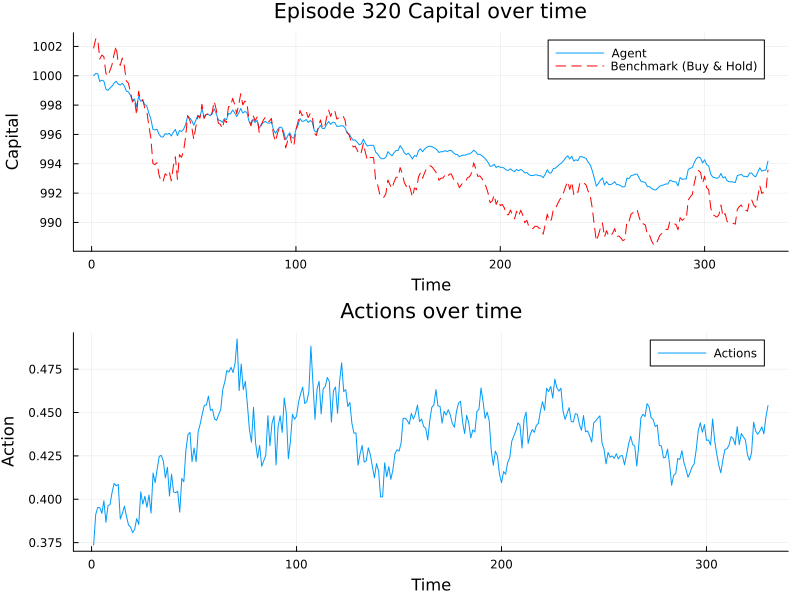 Episode 320 Capital over time
Agent
Benchmark (Buy & Hold)
Capital
1002
1000
998
996
994
992
990
0
100
200
300
Time
Actions over time
Actions
Action
0.475
0.450
0.425
0.400
0.375
0
100
200
300
Time